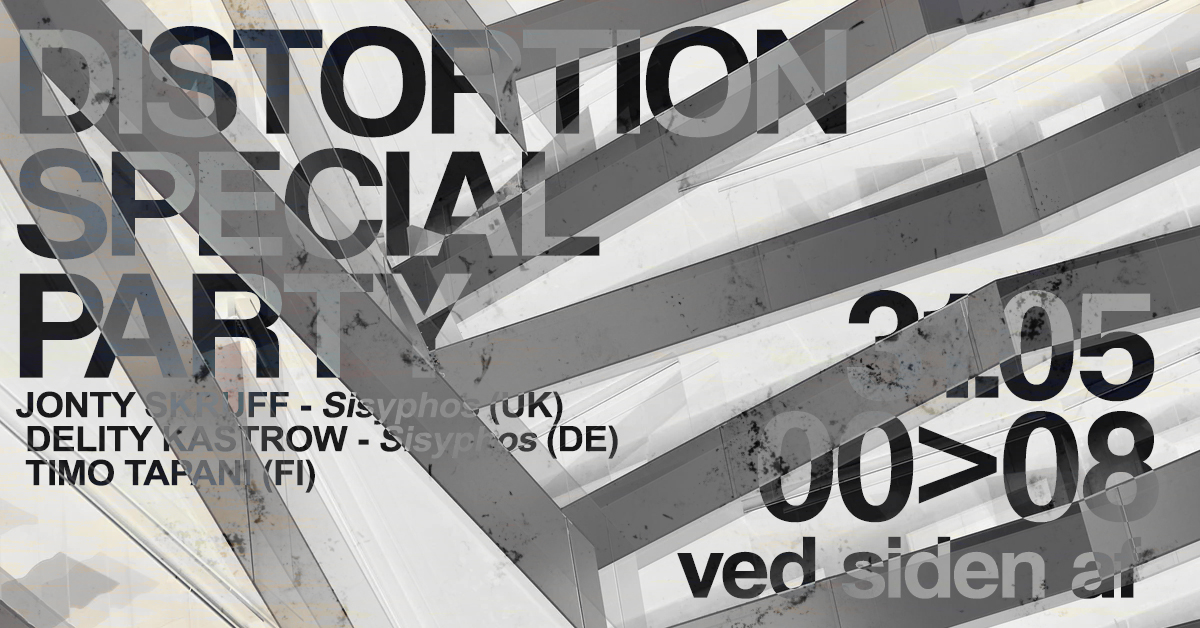 DISTORTION
SPECIAL
PARTY
JONTY SKRUFF - Sisyphos (UK)
DELITY KASTROW - Sisyphos (DE)
TIMO TAPANI (FI)
31.05
00>08
ved siden af